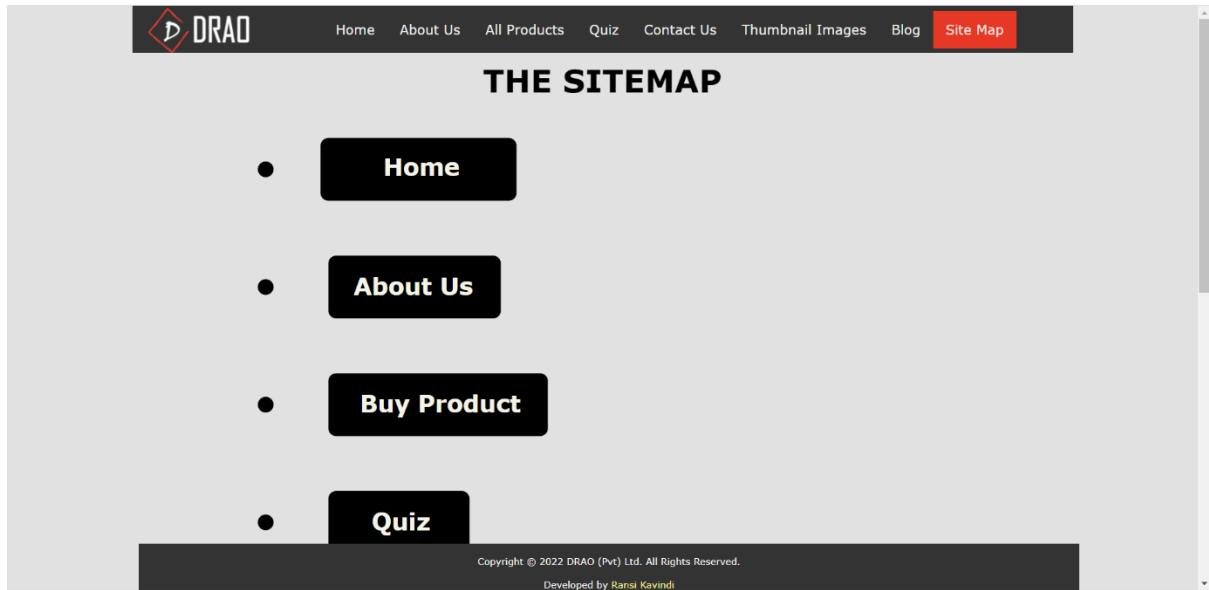 DRAO Home About Us All Products Quiz Contact Us Thumbnail Images Blog Site Map
THE SITEMAP
Home
About Us
Buy Product
Quiz
Copyright © 2022 DRAO (Pvt) Ltd. All Rights Reserved.
Developed by Ransi Kavindi